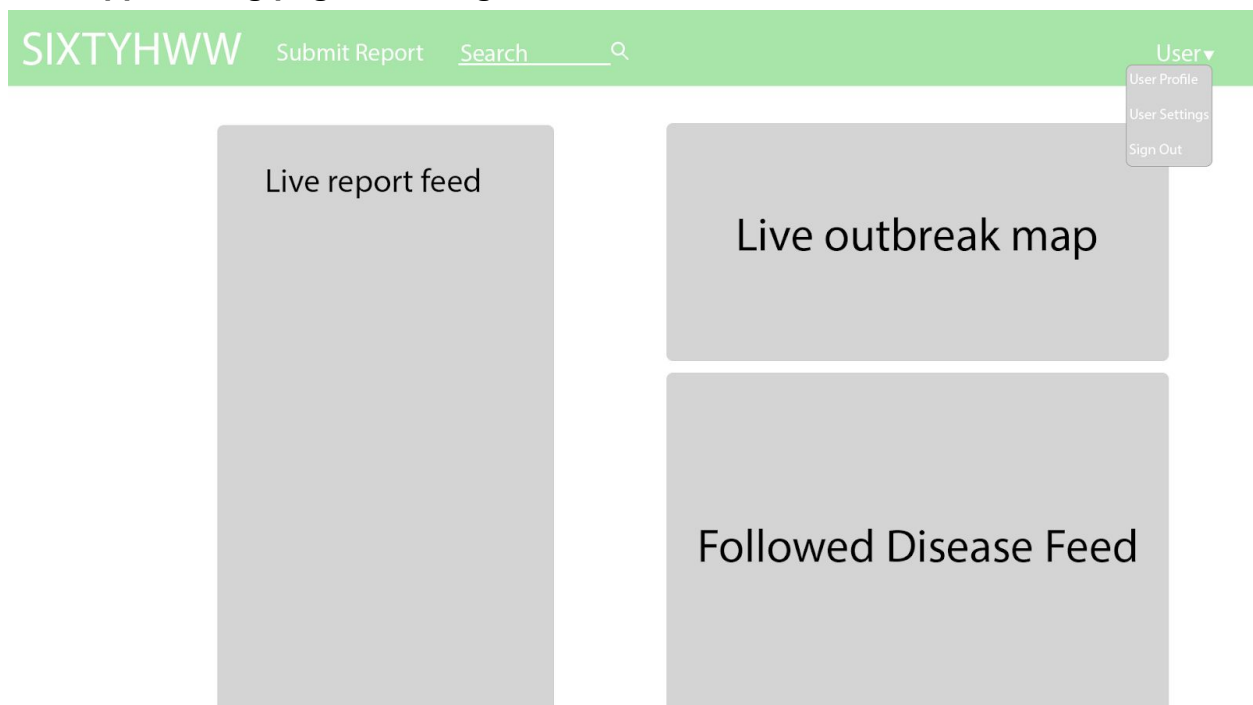 SIXTYHWW Submit Report Search User▾
User Profile
User Settings
Sign Out
Live report feed
Live outbreak map
Followed Disease Feed